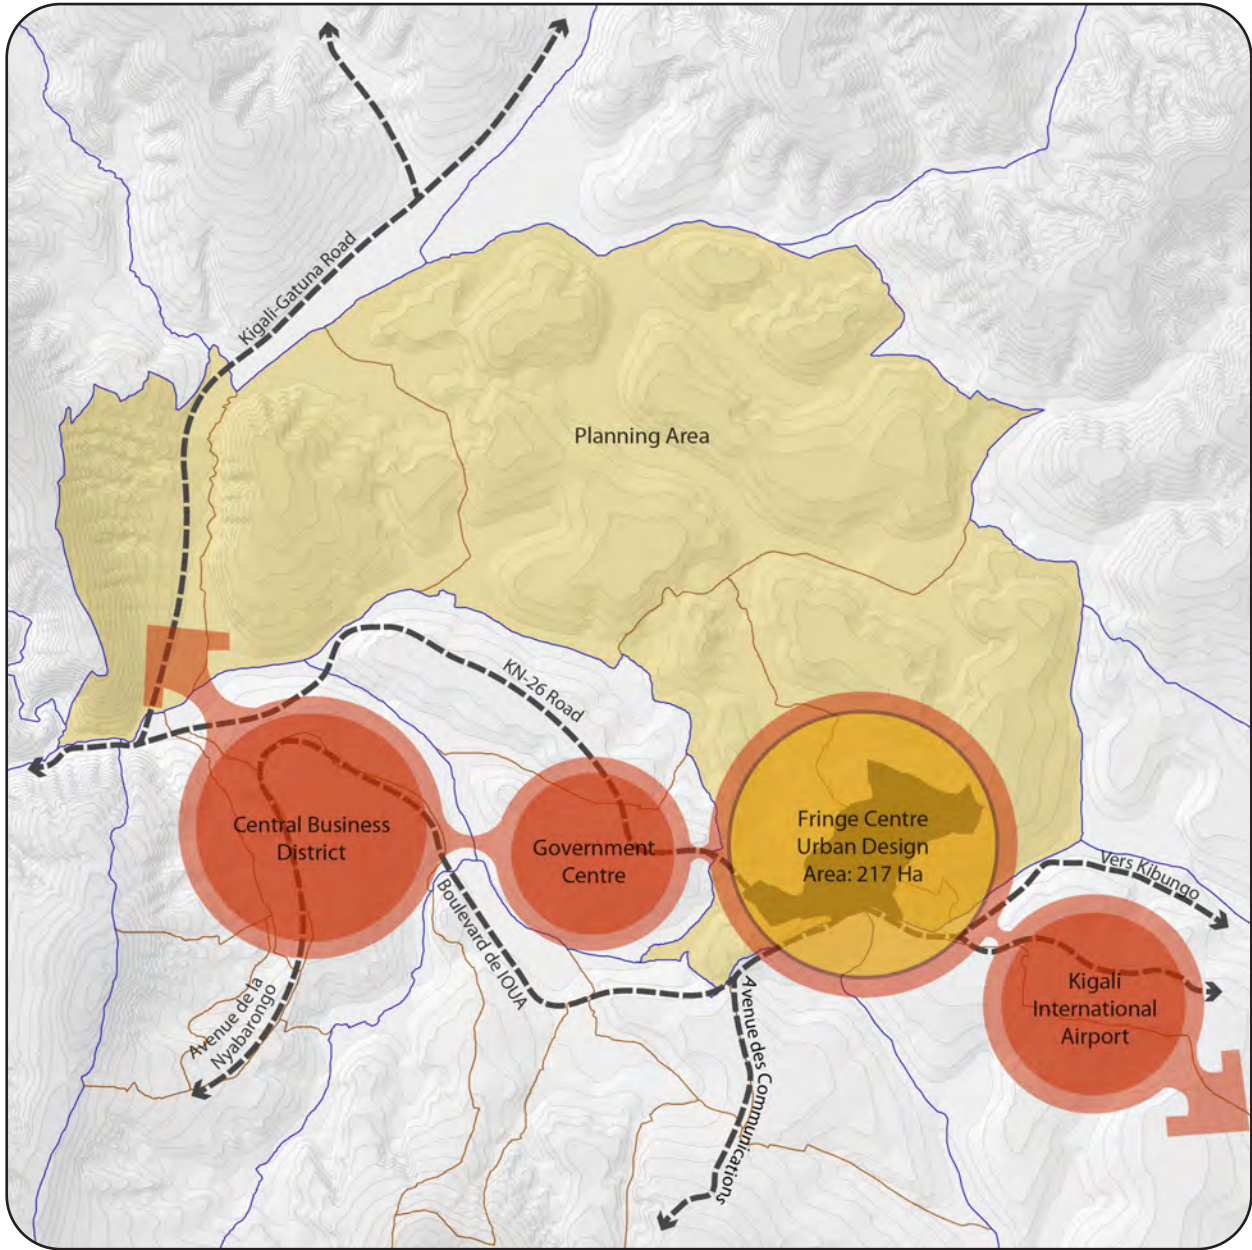 Kigali-Gatuna Road
Planning Area
KN-26 Road
Central Business
District
Government
Centre
Fringe Centre
Urban Design
Area: 217 Ha
Vers Kibungo
Boulevard de IOUA
Avenue de la
Nyabarongo
Avenue des Communications
Kigali
International
Airport